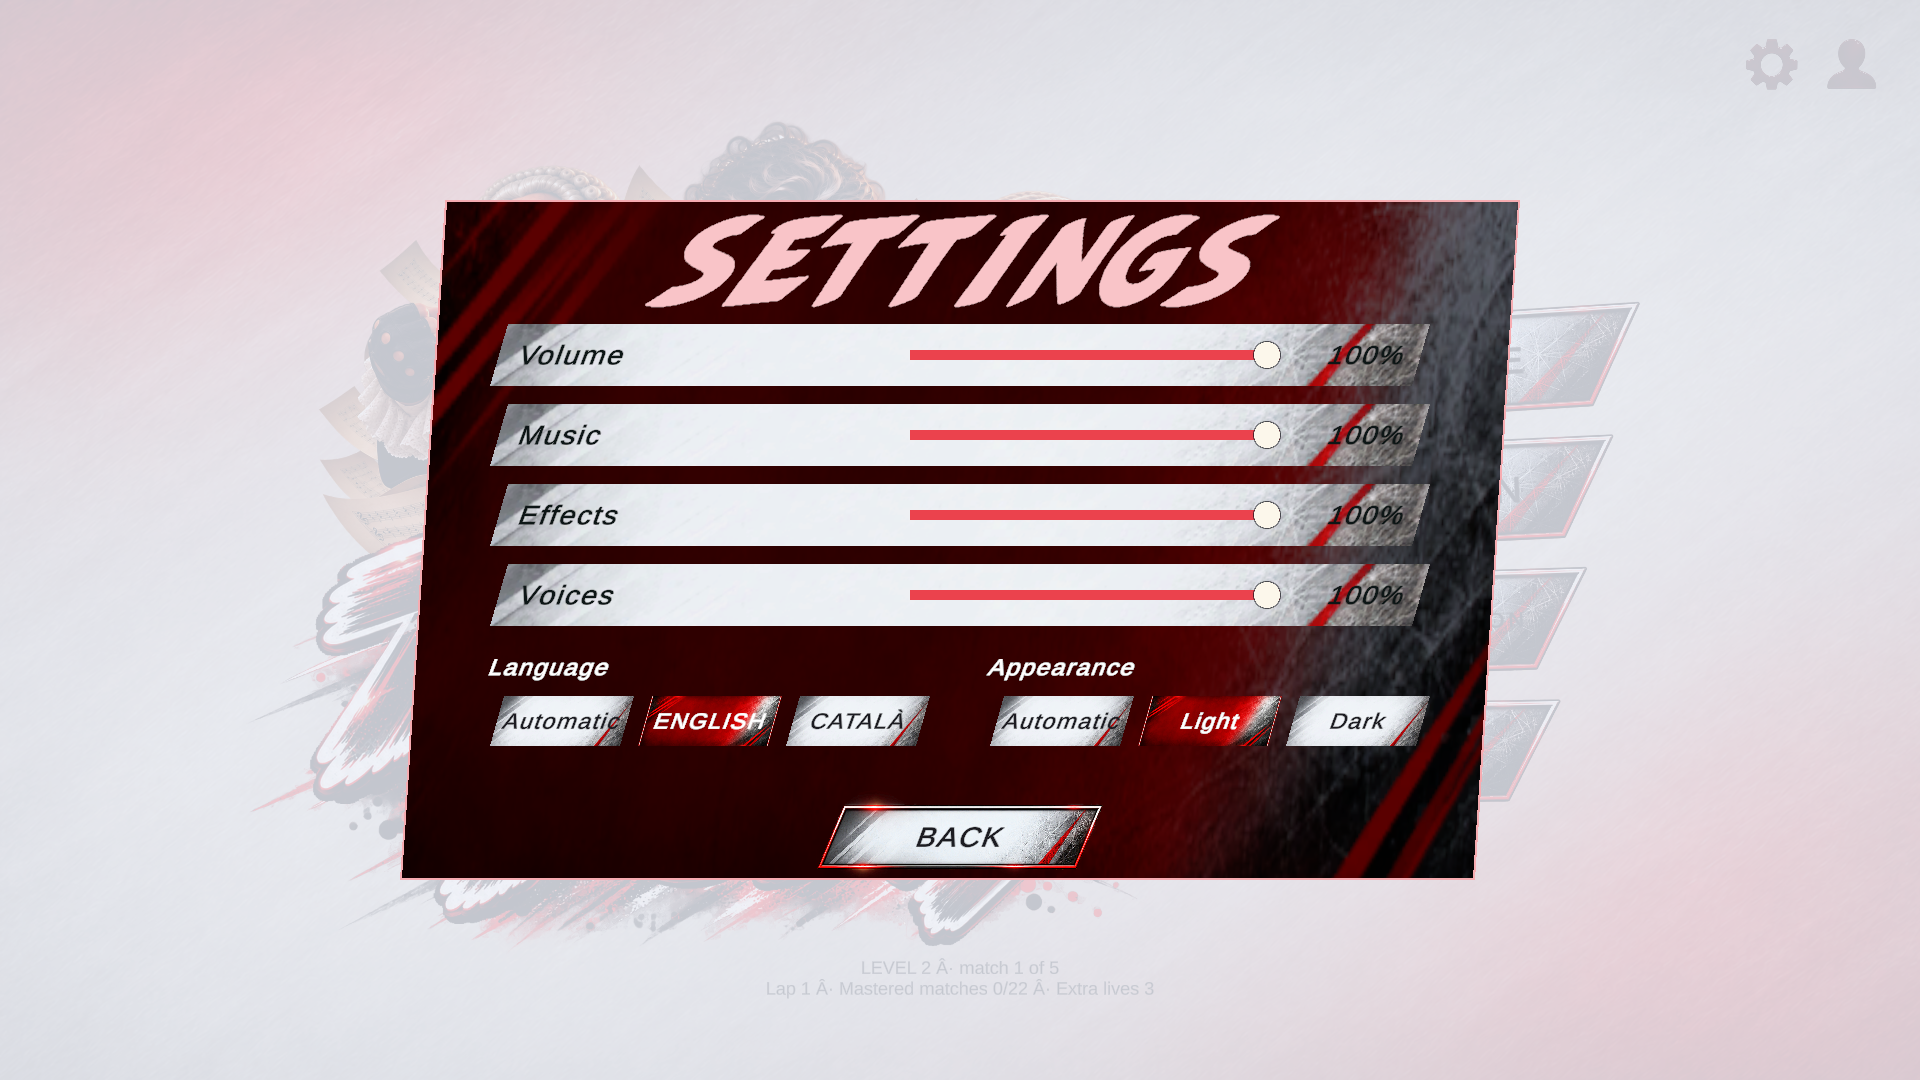 SETTINGS
Volume 100%
Music 100%
Effects 100%
Voices 100%
Language Appearance
Automatic ENGLISH CATALÀ Automatic Light Dark
BACK
LEVEL 2 Â· match 1 of 5
Lap 1 Â· Mastered matches 0/22 Â· Extra lives 3